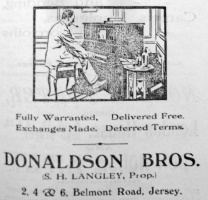 Fully Warranted, Delivered Free.
Exchanges Made. Deferred Terms.
DONALDSON BROS.
(S. H. LANGLEY, Prop.)
2, 4 & 6, Belmont Road, Jersey.